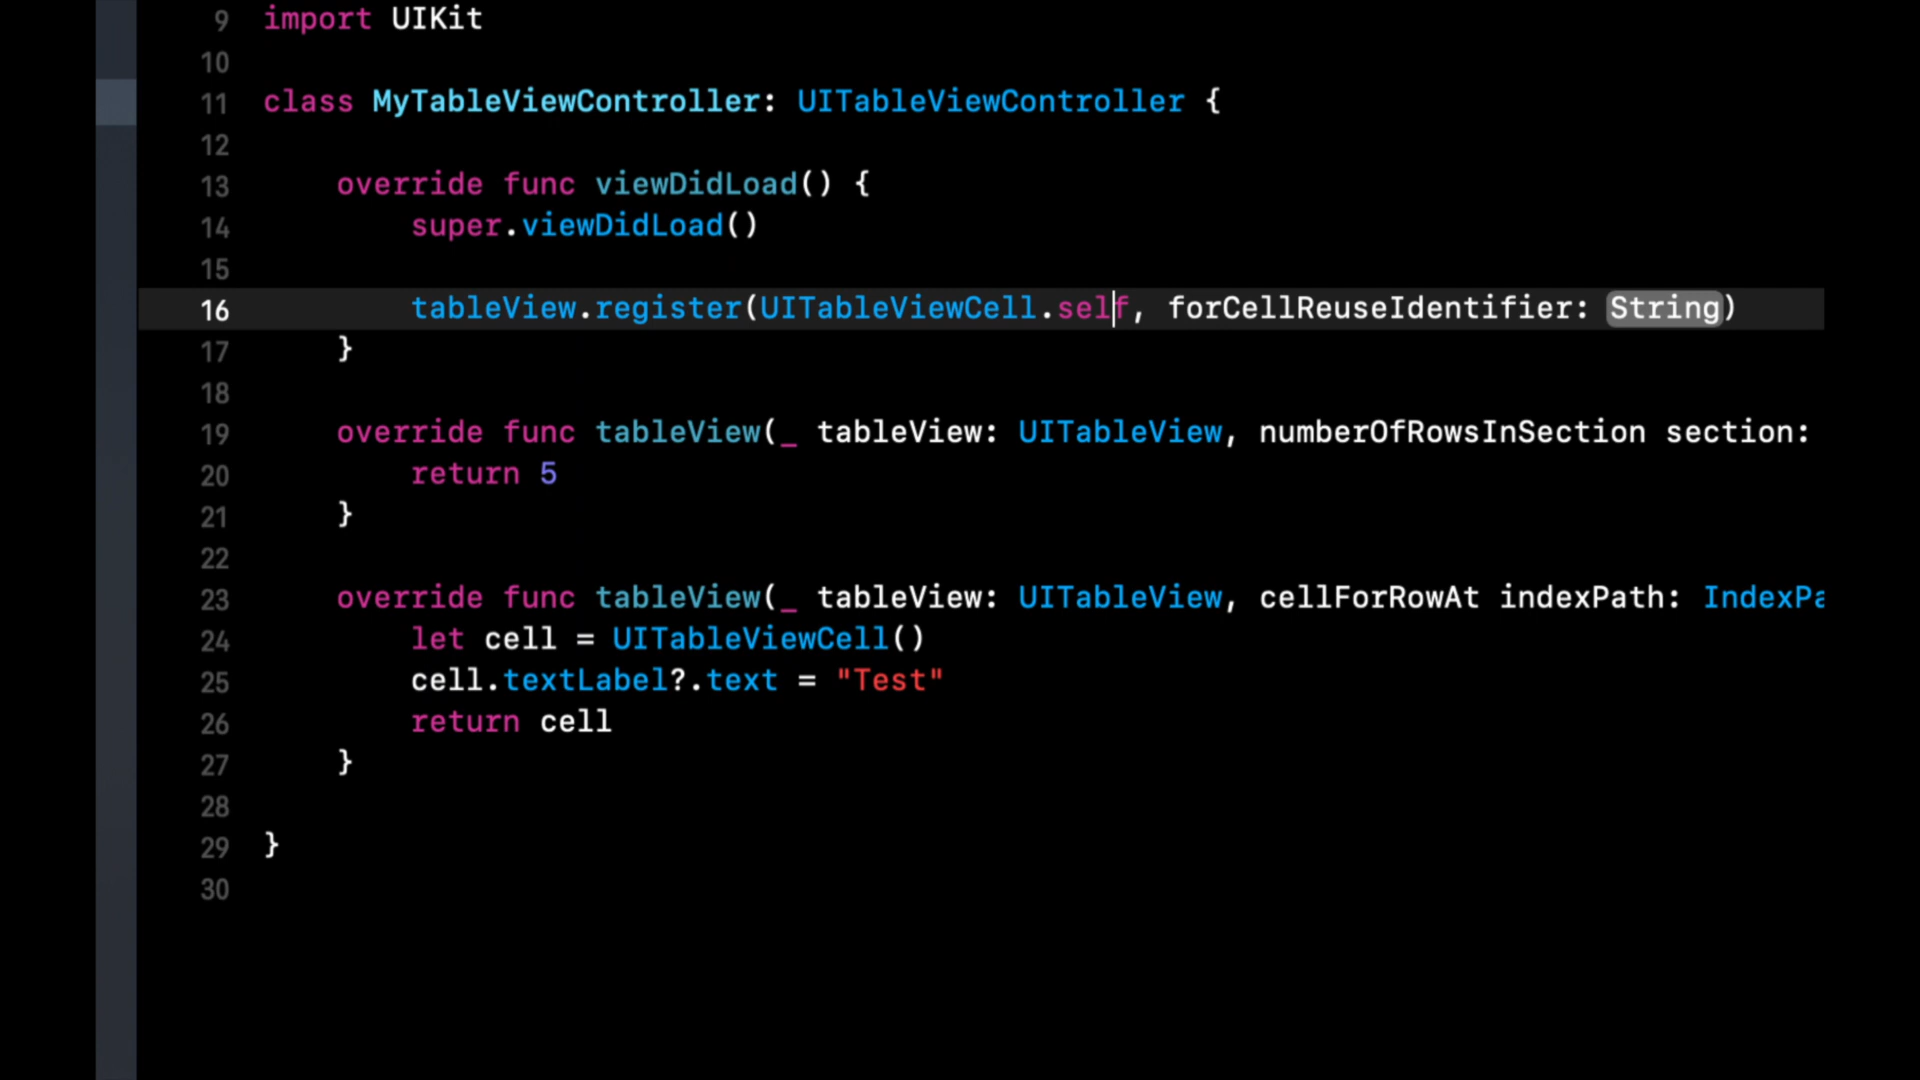 9 import UIKit
10
11 class MyTableViewController: UITableViewController {
12
13 override func viewDidLoad() {
14 super.viewDidLoad()
15
16 tableView.register(UITableViewCell.self, forCellReuseIdentifier: String)
17 }
18
19 override func tableView(_ tableView: UITableView, numberOfRowsInSection section:
20 return 5
21 }
22
23 override func tableView(_ tableView: UITableView, cellForRowAt indexPath: IndexPa
24 let cell = UITableViewCell()
25 cell.textLabel?.text = "Test"
26 return cell
27 }
28
29 }
30